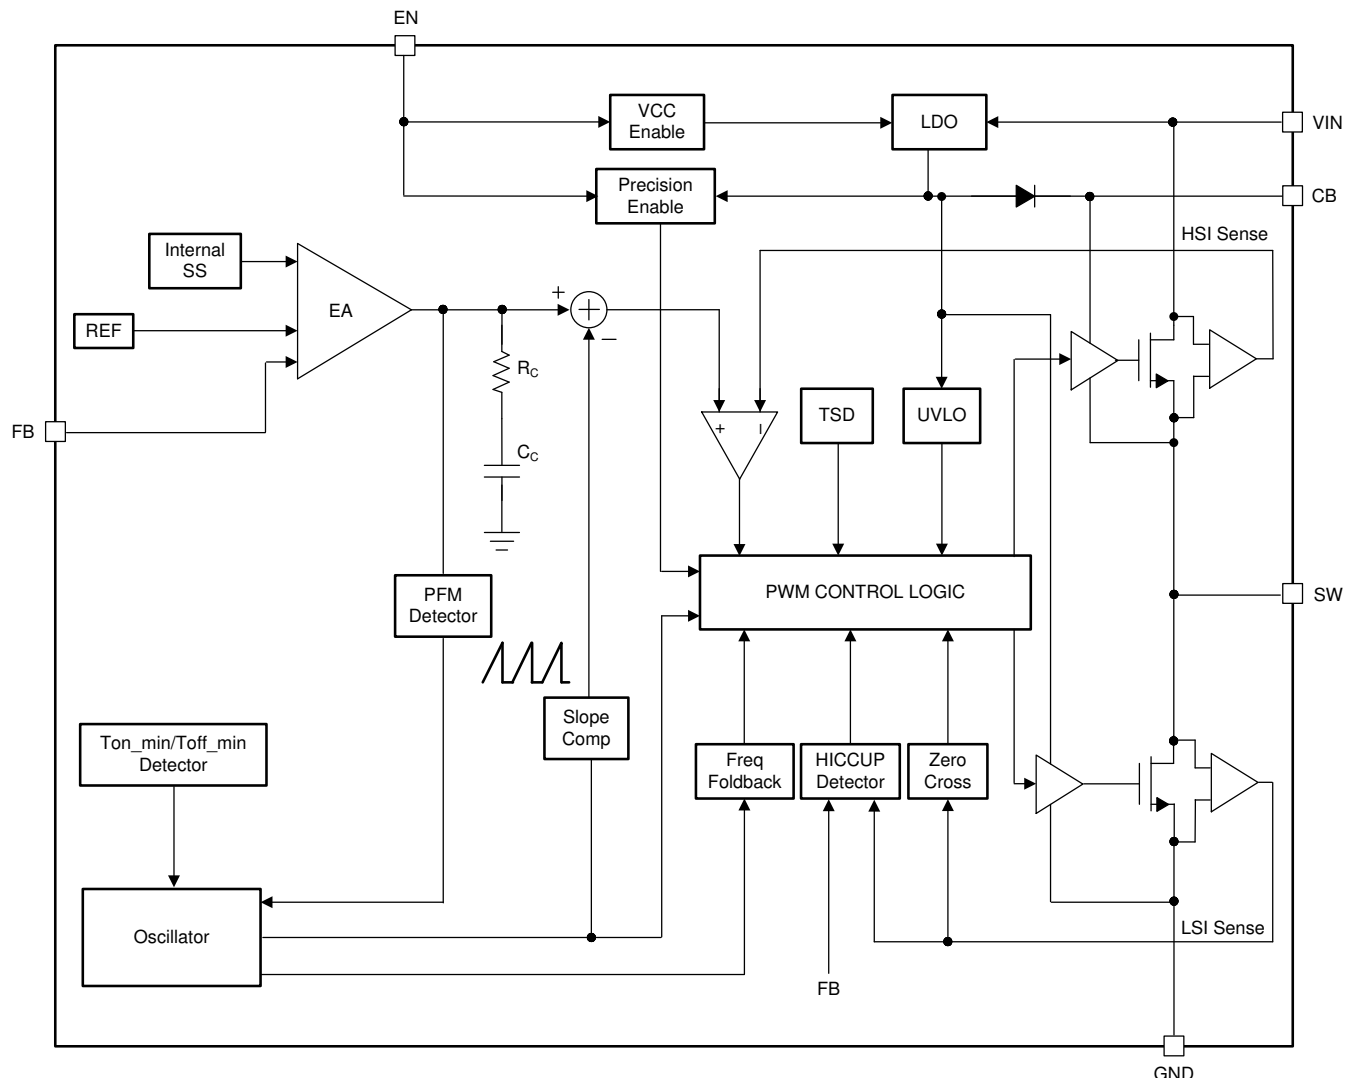 EN
VCC
Enable
LDO
VIN
Precision
Enable
CB
HSI Sense
Internal
SS
EA
+
+
−
REF
RC
FB
CC
+
−
TSD
UVLO
PFM
Detector
PWM CONTROL LOGIC
SW
Slope
Comp
Ton_min/Toff_min
Detector
Freq
Foldback
HICCUP
Detector
Zero
Cross
Oscillator
LSI Sense
FB
GND